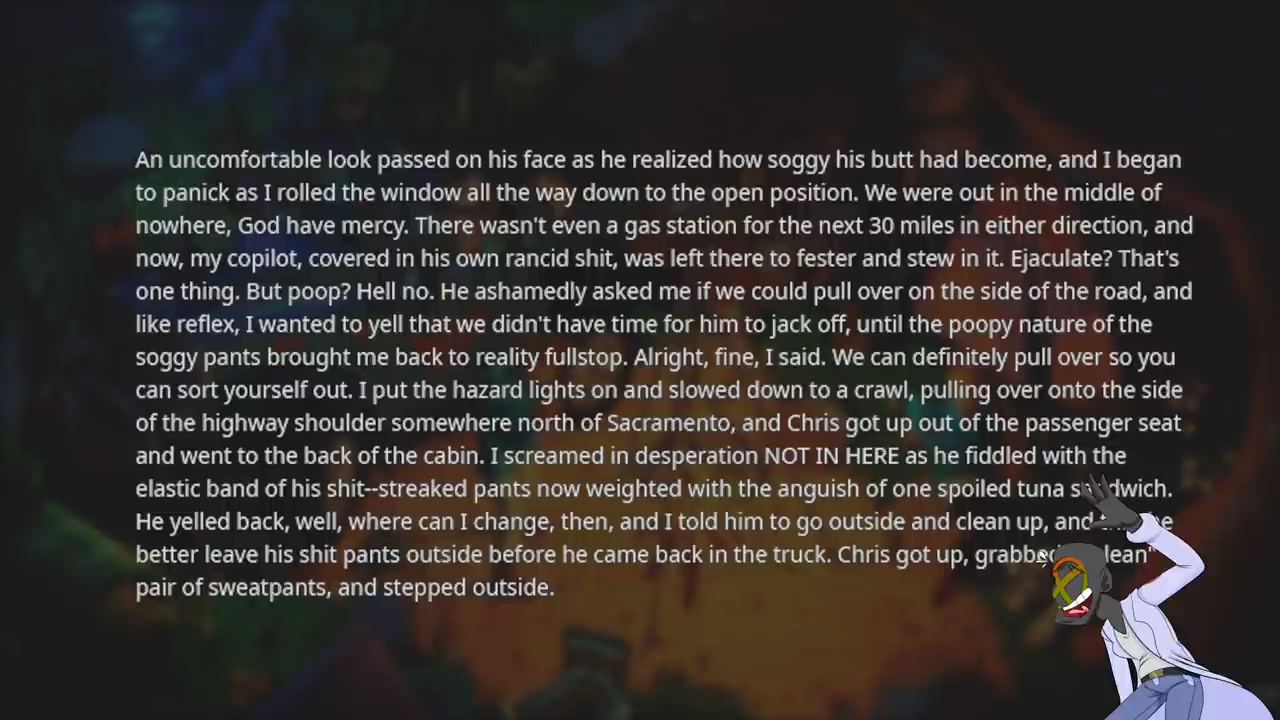 An uncomfortable look passed on his face as he realized how soggy his butt had become, and I began
to panick as I rolled the window all the way down to the open position. We were out in the middle of
nowhere, God have mercy. There wasn't even a gas station for the next 30 miles in either direction, and
now, my copilot, covered in his own rancid shit, was left there to fester and stew in it. Ejaculate? That's
one thing. But poop? Hell no. He ashamedly asked me if we could pull over on the side of the road, and
like reflex, I wanted to yell that we didn't have time for him to jack off, until the poopy nature of the
soggy pants brought me back to reality fullstop. Alright, fine, I said. We can definitely pull over so you
can sort yourself out. I put the hazard lights on and slowed down to a crawl, pulling over onto the side
of the highway shoulder somewhere north of Sacramento, and Chris got up out of the passenger seat
and went to the back of the cabin. I screamed in desperation NOT IN HERE as he fiddled with the
elastic band of his shit--streaked pants now weighted with the anguish of one spoiled tuna sandwich.
He yelled back, well, where can I change, then, and I told him to go outside and clean up, and
better leave his shit pants outside before he came back in the truck. Chris got up, grabbed
pair of sweatpants, and stepped outside.